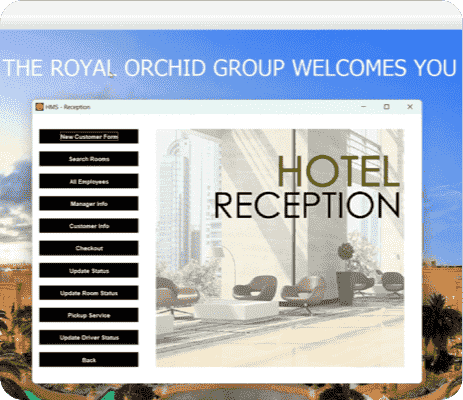 THE ROYAL ORCHID GROUP WELCOMES YOU
HMS - Reception
New Customer Form
Search Rooms
All Employees
Manager Info
Customer Info
Checkout
Update Status
Update Room Status
Pickup Service
Update Driver Status
Back
HOTEL
RECEPTION